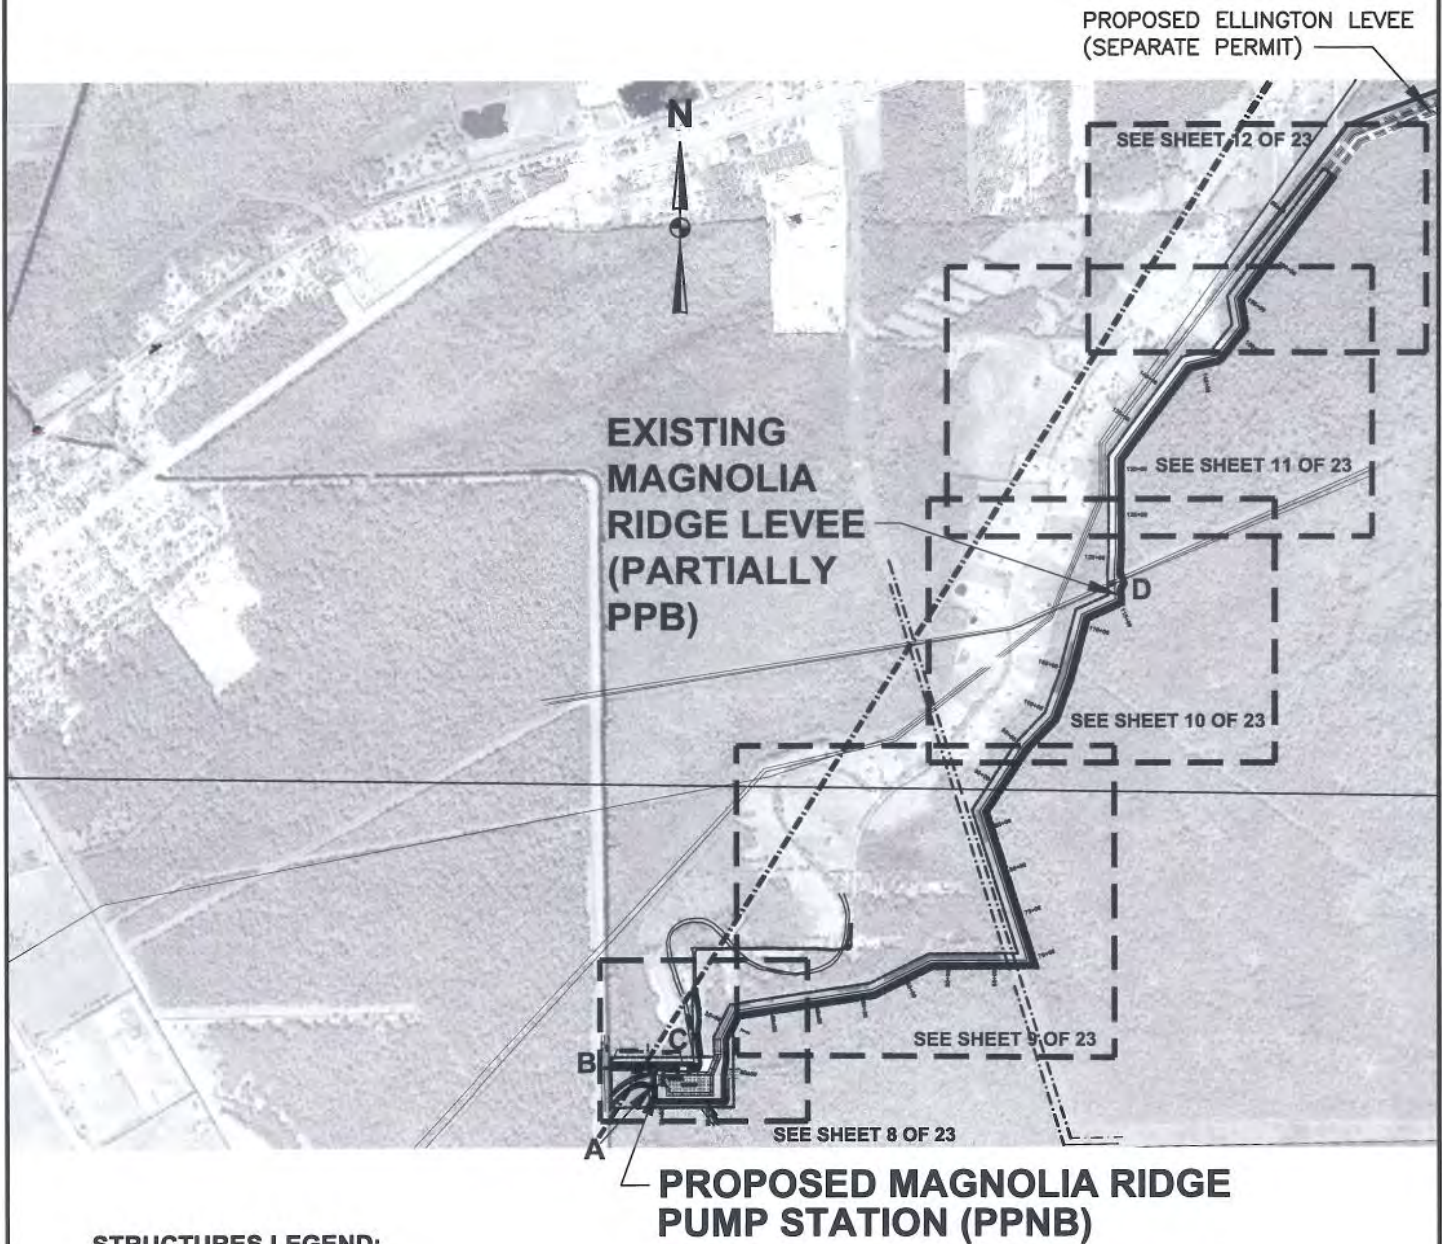 PROPOSED ELLINGTON LEVEE
(SEPARATE PERMIT)
N
SEE SHEET 12 OF 23
EXISTING
MAGNOLIA
RIDGE LEVEE
(PARTIALLY
PPB)
SEE SHEET 11 OF 23
D
SEE SHEET 10 OF 23
SEE SHEET 9 OF 23
C
B
SEE SHEET 8 OF 23
A
PROPOSED MAGNOLIA RIDGE
PUMP STATION (PPNB)
STRUCTURES LEGEND: